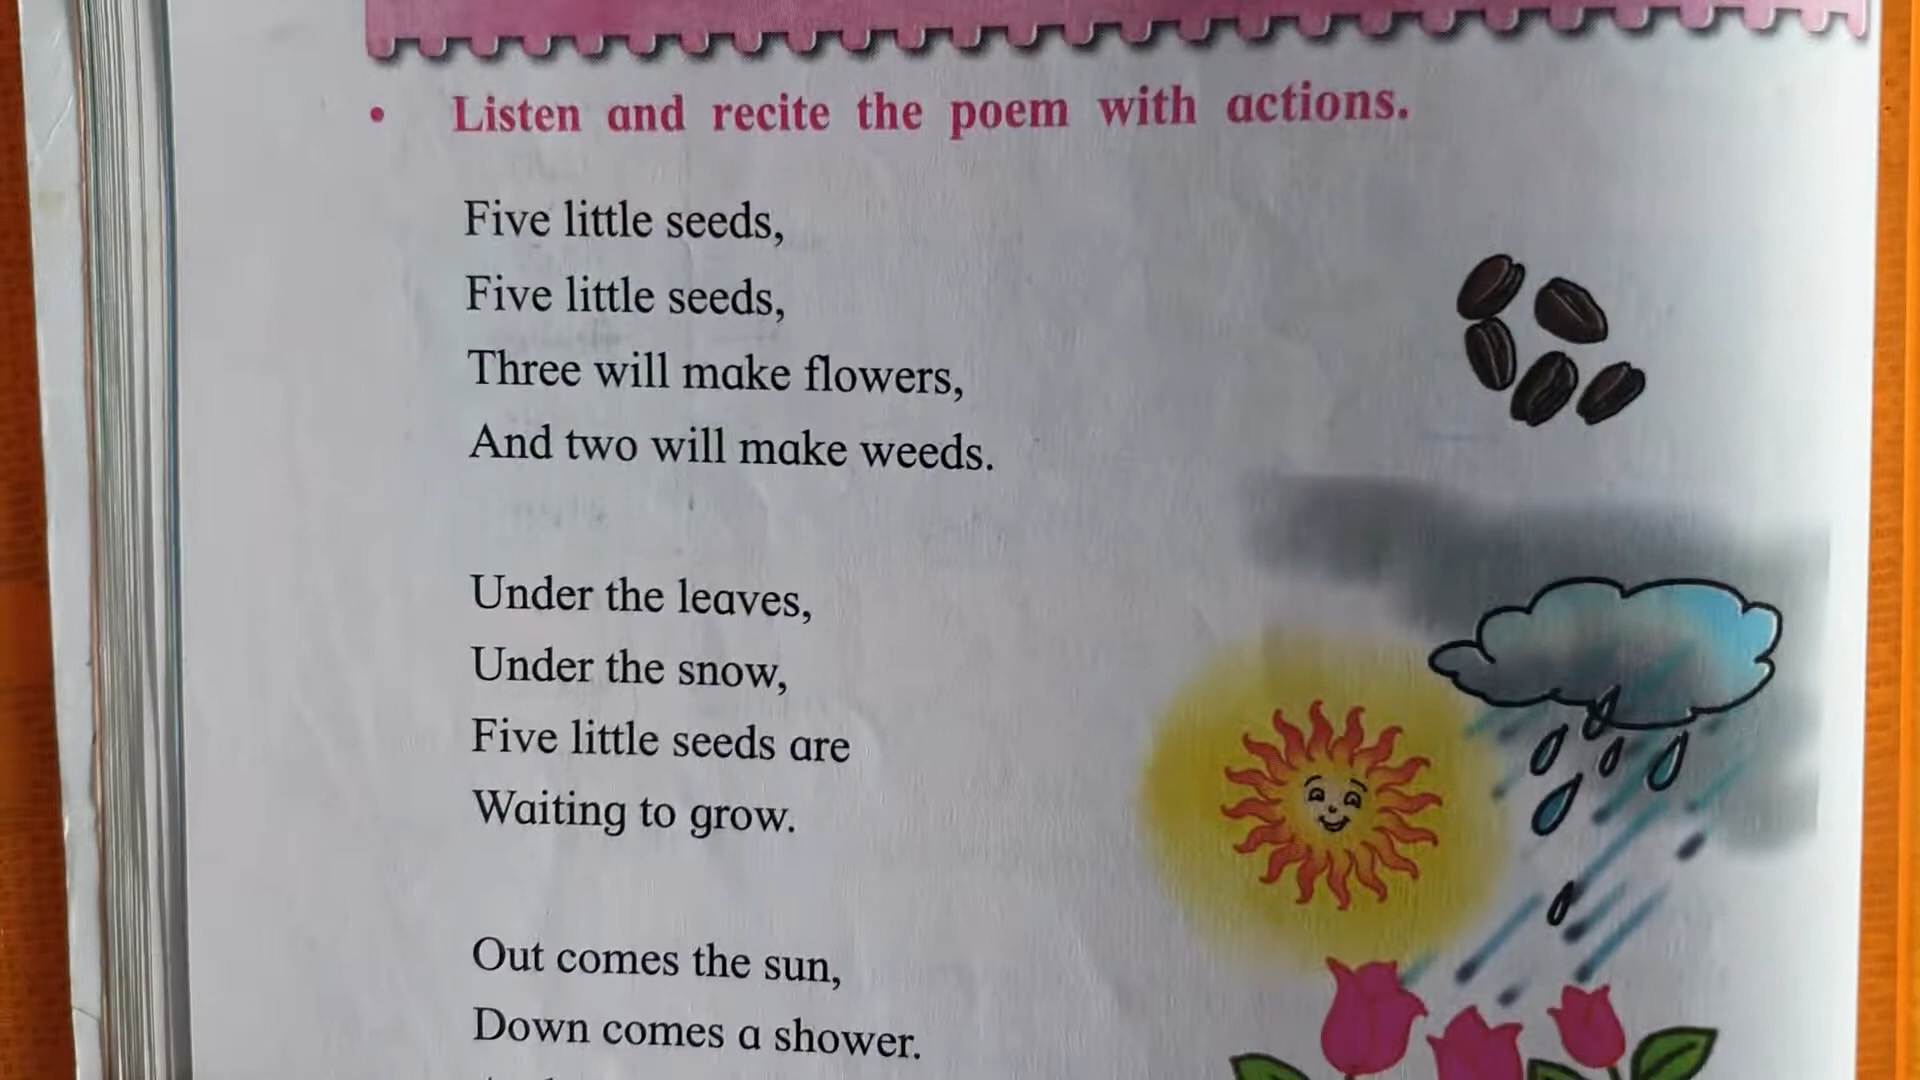 • Listen and recite the poem with actions.
Five little seeds,
Five little seeds,
Three will make flowers,
And two will make weeds.
Under the leaves,
Under the snow,
Five little seeds are
Waiting to grow.
Out comes the sun,
Down comes a shower.